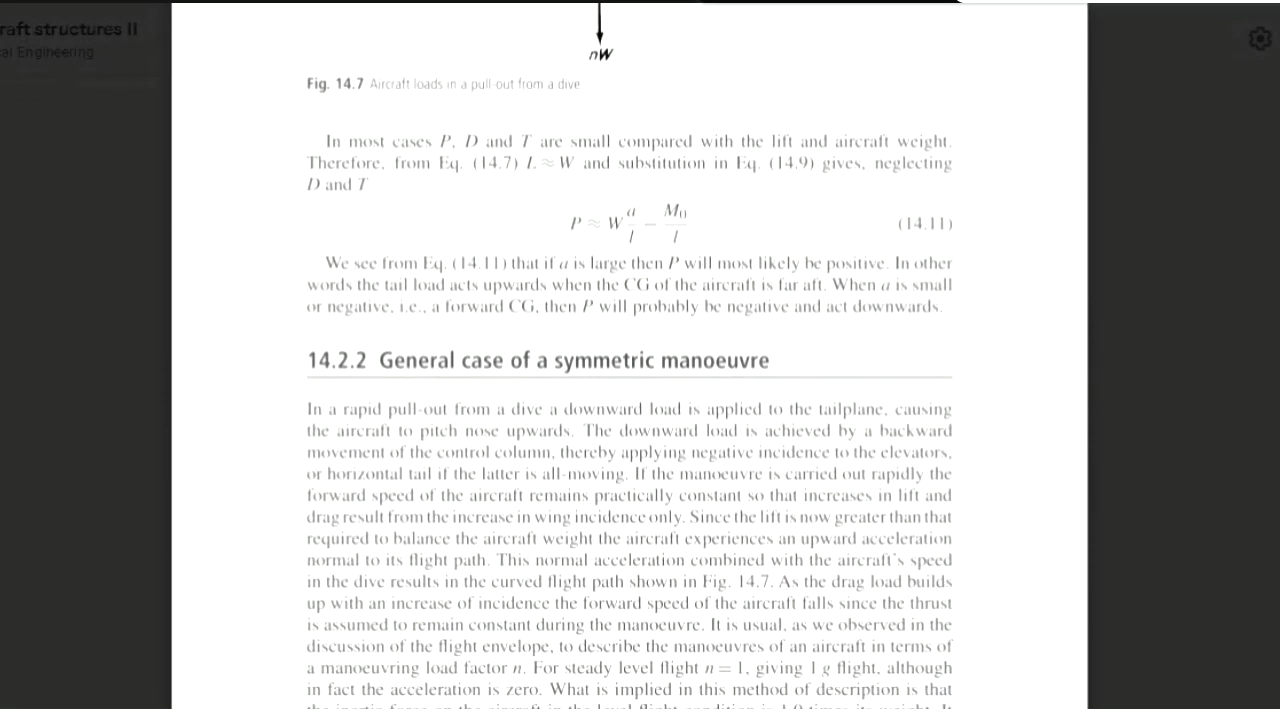 raft structures II
al Engineering
nW
Fig. 14.7 Aircraft loads in a pull out from a dive
In most cases P, D and T are small compared with the lift and aircraft weight.
Therefore, from Eq. (14.7) L ≈ W and substitution in Eq. (14.9) gives, neglecting
D and T
P ≈ W a/l − M0/l (14.11)
We see from Eq. (14.11) that if a is large then P will most likely be positive. In other
words the tail load acts upwards when the CG of the aircraft is far aft. When a is small
or negative, i.e., a forward CG, then P will probably be negative and act downwards.
14.2.2 General case of a symmetric manoeuvre
In a rapid pull-out from a dive a downward load is applied to the tailplane, causing
the aircraft to pitch nose upwards. The downward load is achieved by a backward
movement of the control column, thereby applying negative incidence to the elevators,
or horizontal tail if the latter is all-moving. If the manoeuvre is carried out rapidly the
forward speed of the aircraft remains practically constant so that increases in lift and
drag result from the increase in wing incidence only. Since the lift is now greater than that
required to balance the aircraft weight the aircraft experiences an upward acceleration
normal to its flight path. This normal acceleration combined with the aircraft's speed
in the dive results in the curved flight path shown in Fig. 14.7. As the drag load builds
up with an increase of incidence the forward speed of the aircraft falls since the thrust
is assumed to remain constant during the manoeuvre. It is usual, as we observed in the
discussion of the flight envelope, to describe the manoeuvres of an aircraft in terms of
a manoeuvring load factor n. For steady level flight n = 1, giving 1 g flight, although
in fact the acceleration is zero. What is implied in this method of description is that